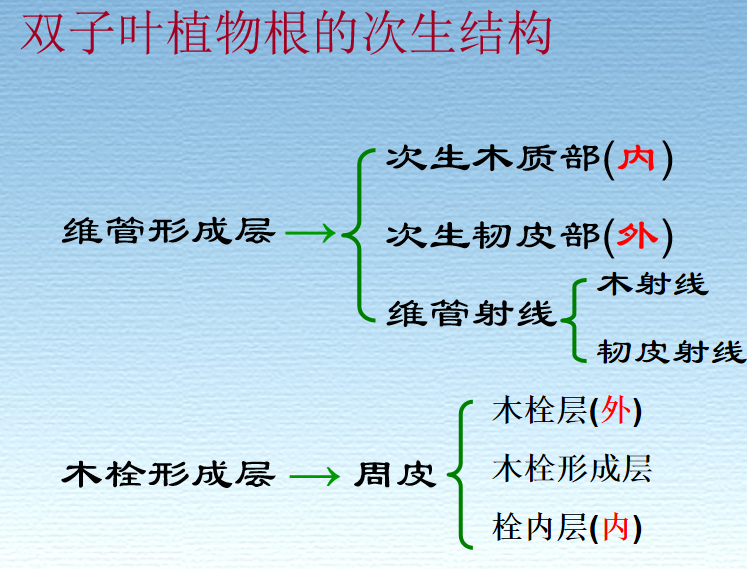 双子叶植物根的次生结构
次生木质部(内)
维管形成层→
次生韧皮部(外)
维管射线
木射线
韧皮射线
木栓形成层→周皮
木栓层(外)
木栓形成层
栓内层(内)